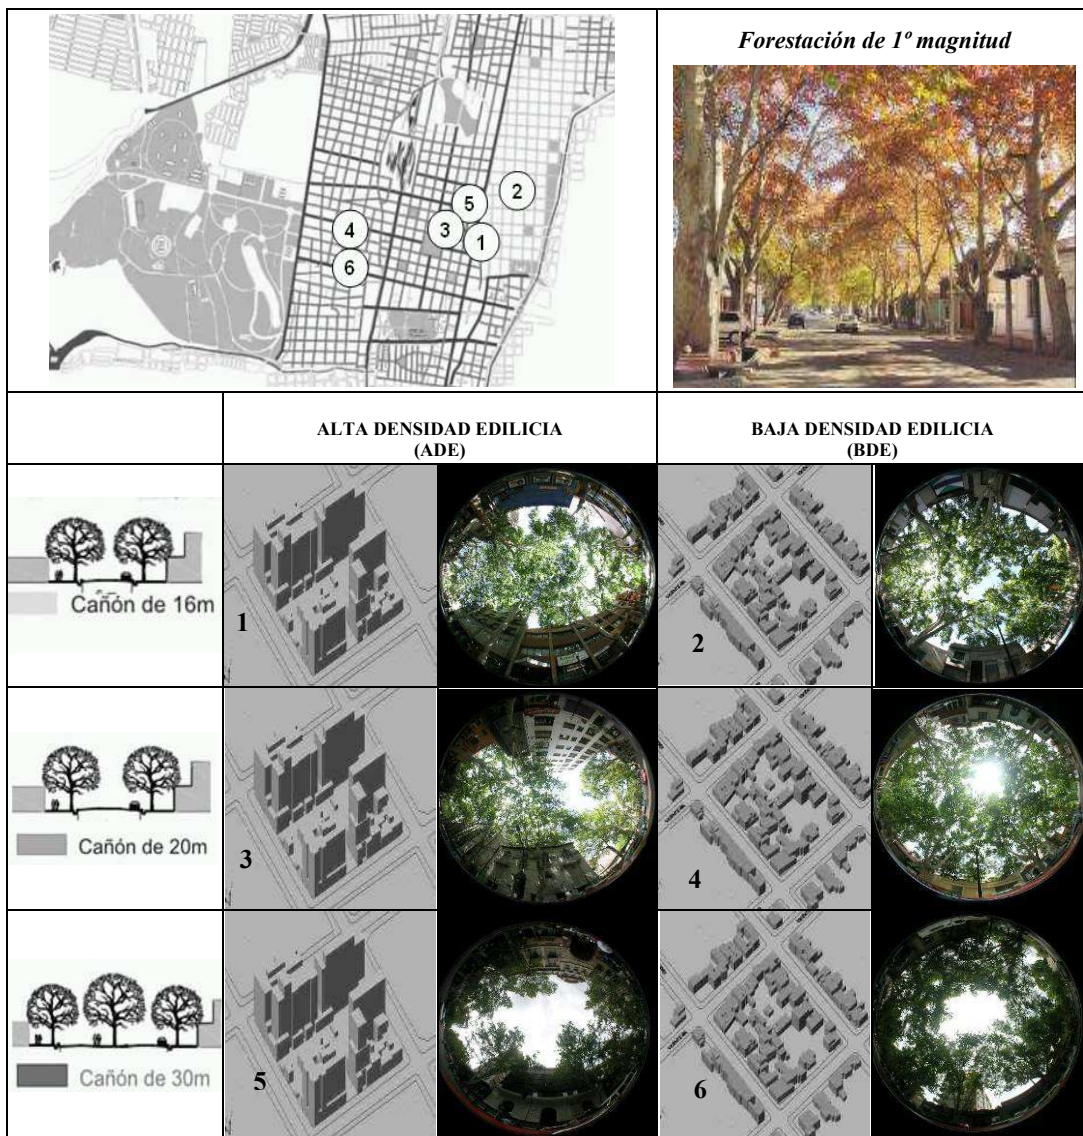 Forestación de 1º magnitud
2
5
4
3
1
6
ALTA DENSIDAD EDILICIA
(ADE)
BAJA DENSIDAD EDILICIA
(BDE)
Cañón de 16m
1
2
Cañón de 20m
3
4
Cañón de 30m
5
6